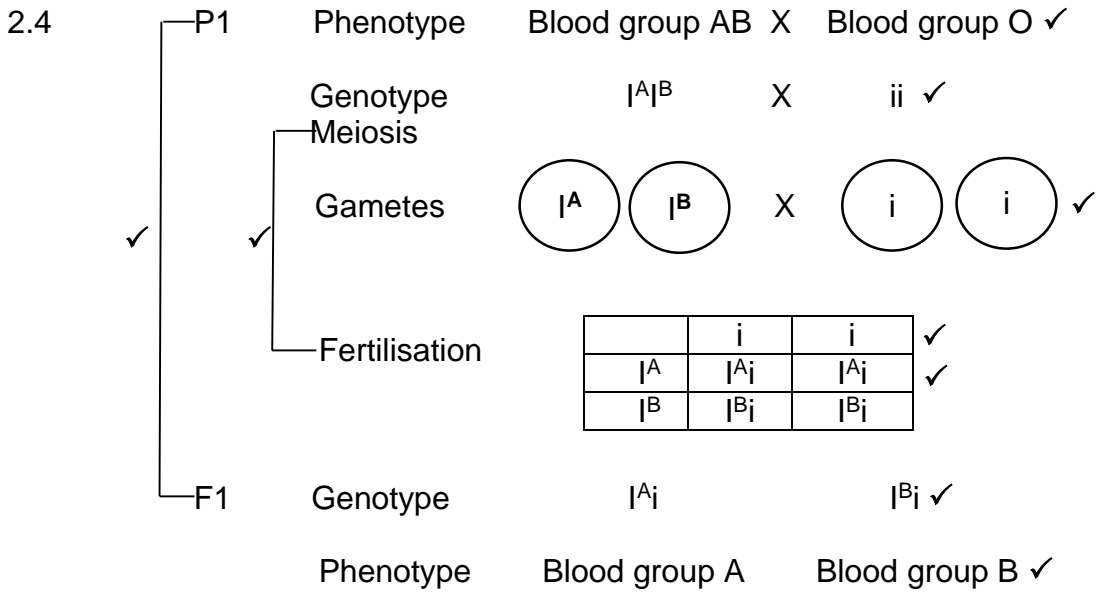 2.4 P1 Phenotype Blood group AB X Blood group O ✓
Genotype IᴬIᴮ X ii ✓
Meiosis
Gametes Iᴬ Iᴮ X i i ✓
✓ ✓
Fertilisation i i ✓
Iᴬ Iᴬi Iᴬi ✓
Iᴮ Iᴮi Iᴮi
F1 Genotype Iᴬi Iᴮi ✓
Phenotype Blood group A Blood group B ✓